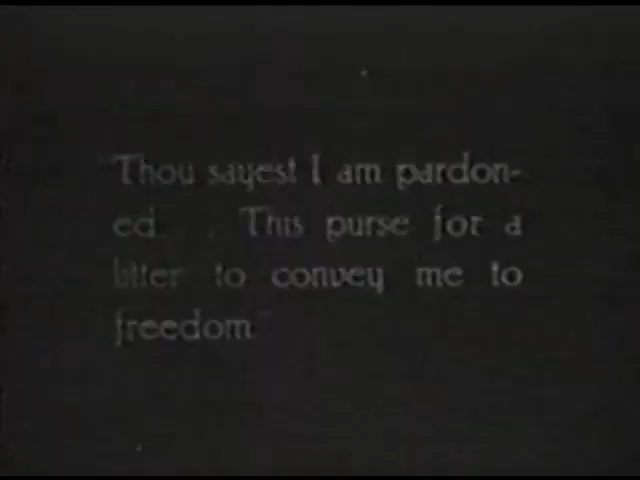 "Thou sayest I am pardon-
ed. . . This purse for a
litter to convey me to
freedom"